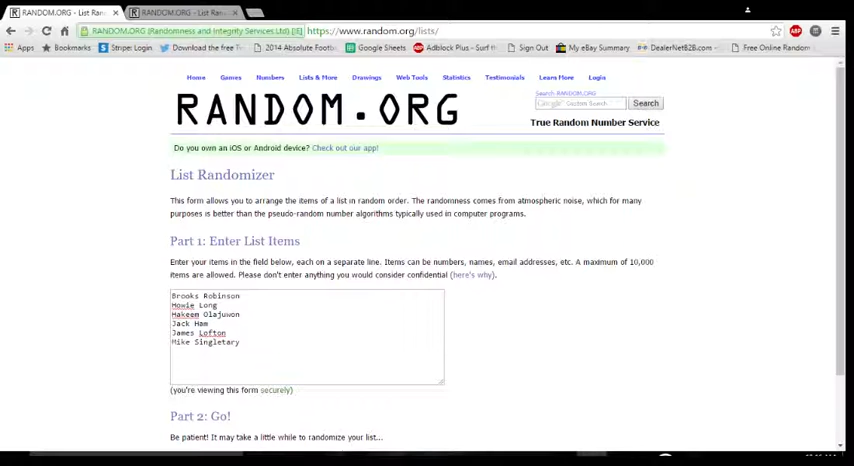 RANDOM.ORG - List Ran
RANDOM.ORG - List Ran
RANDOM.ORG (Randomness and Integrity Services Ltd) [IE] https://www.random.org/lists/
Apps Bookmarks Stripe: Login Download the free T 2014 Absolute Footb Google Sheets Adblock Plus - Surf th Sign Out My eBay Summary DealerNetB2B.com - Free Online Random
Home Games Numbers Lists & More Drawings Web Tools Statistics Testimonials Learn More Login
Search RANDOM.ORG
RANDOM.ORG
Google Custom Search Search
True Random Number Service
Do you own an iOS or Android device? Check out our app!
List Randomizer
This form allows you to arrange the items of a list in random order. The randomness comes from atmospheric noise, which for many
purposes is better than the pseudo-random number algorithms typically used in computer programs.
Part 1: Enter List Items
Enter your items in the field below, each on a separate line. Items can be numbers, names, email addresses, etc. A maximum of 10,000
items are allowed. Please don't enter anything you would consider confidential (here's why).
Brooks Robinson
Howie Long
Hakeem Olajuwon
Jack Ham
James Lofton
Mike Singletary
(you're viewing this form securely)
Part 2: Go!
Be patient! It may take a little while to randomize your list...